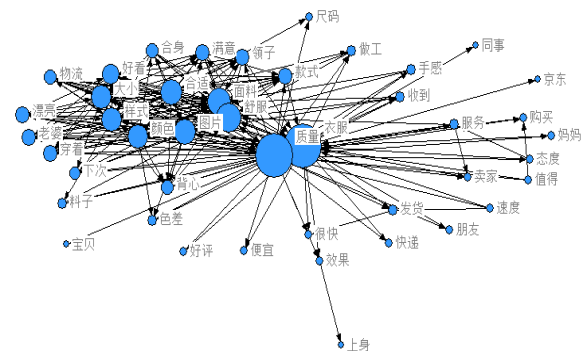 尺码
合身
满意
领子
做工
同事
好看
物流
款式
手感
京东
大小
合适
面料
舒服
收到
漂亮
样式
颜色
图片
衣服
质量
服务
购买
老婆
妈妈
穿着
态度
下次
背心
卖家
值得
料子
色差
发货
速度
宝贝
好评
便宜
很快
快递
朋友
效果
上身